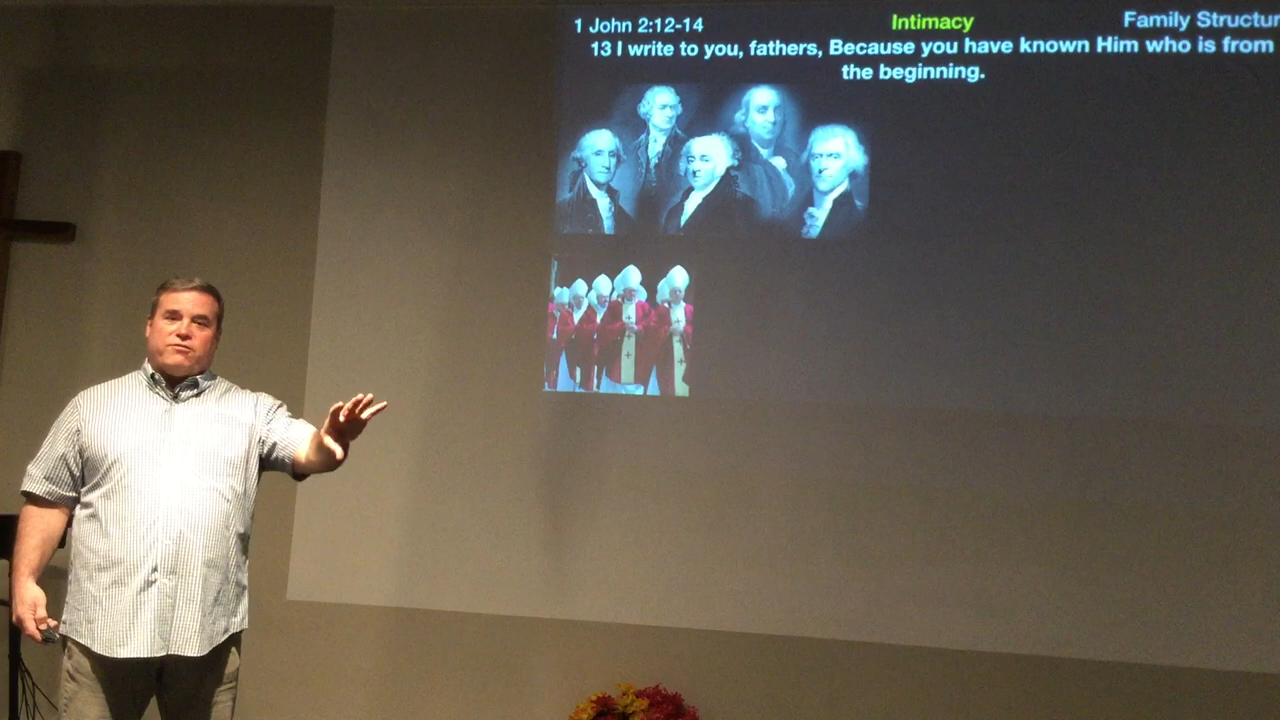 1 John 2:12-14 Intimacy Family Structur
13 I write to you, fathers, Because you have known Him who is from
the beginning.